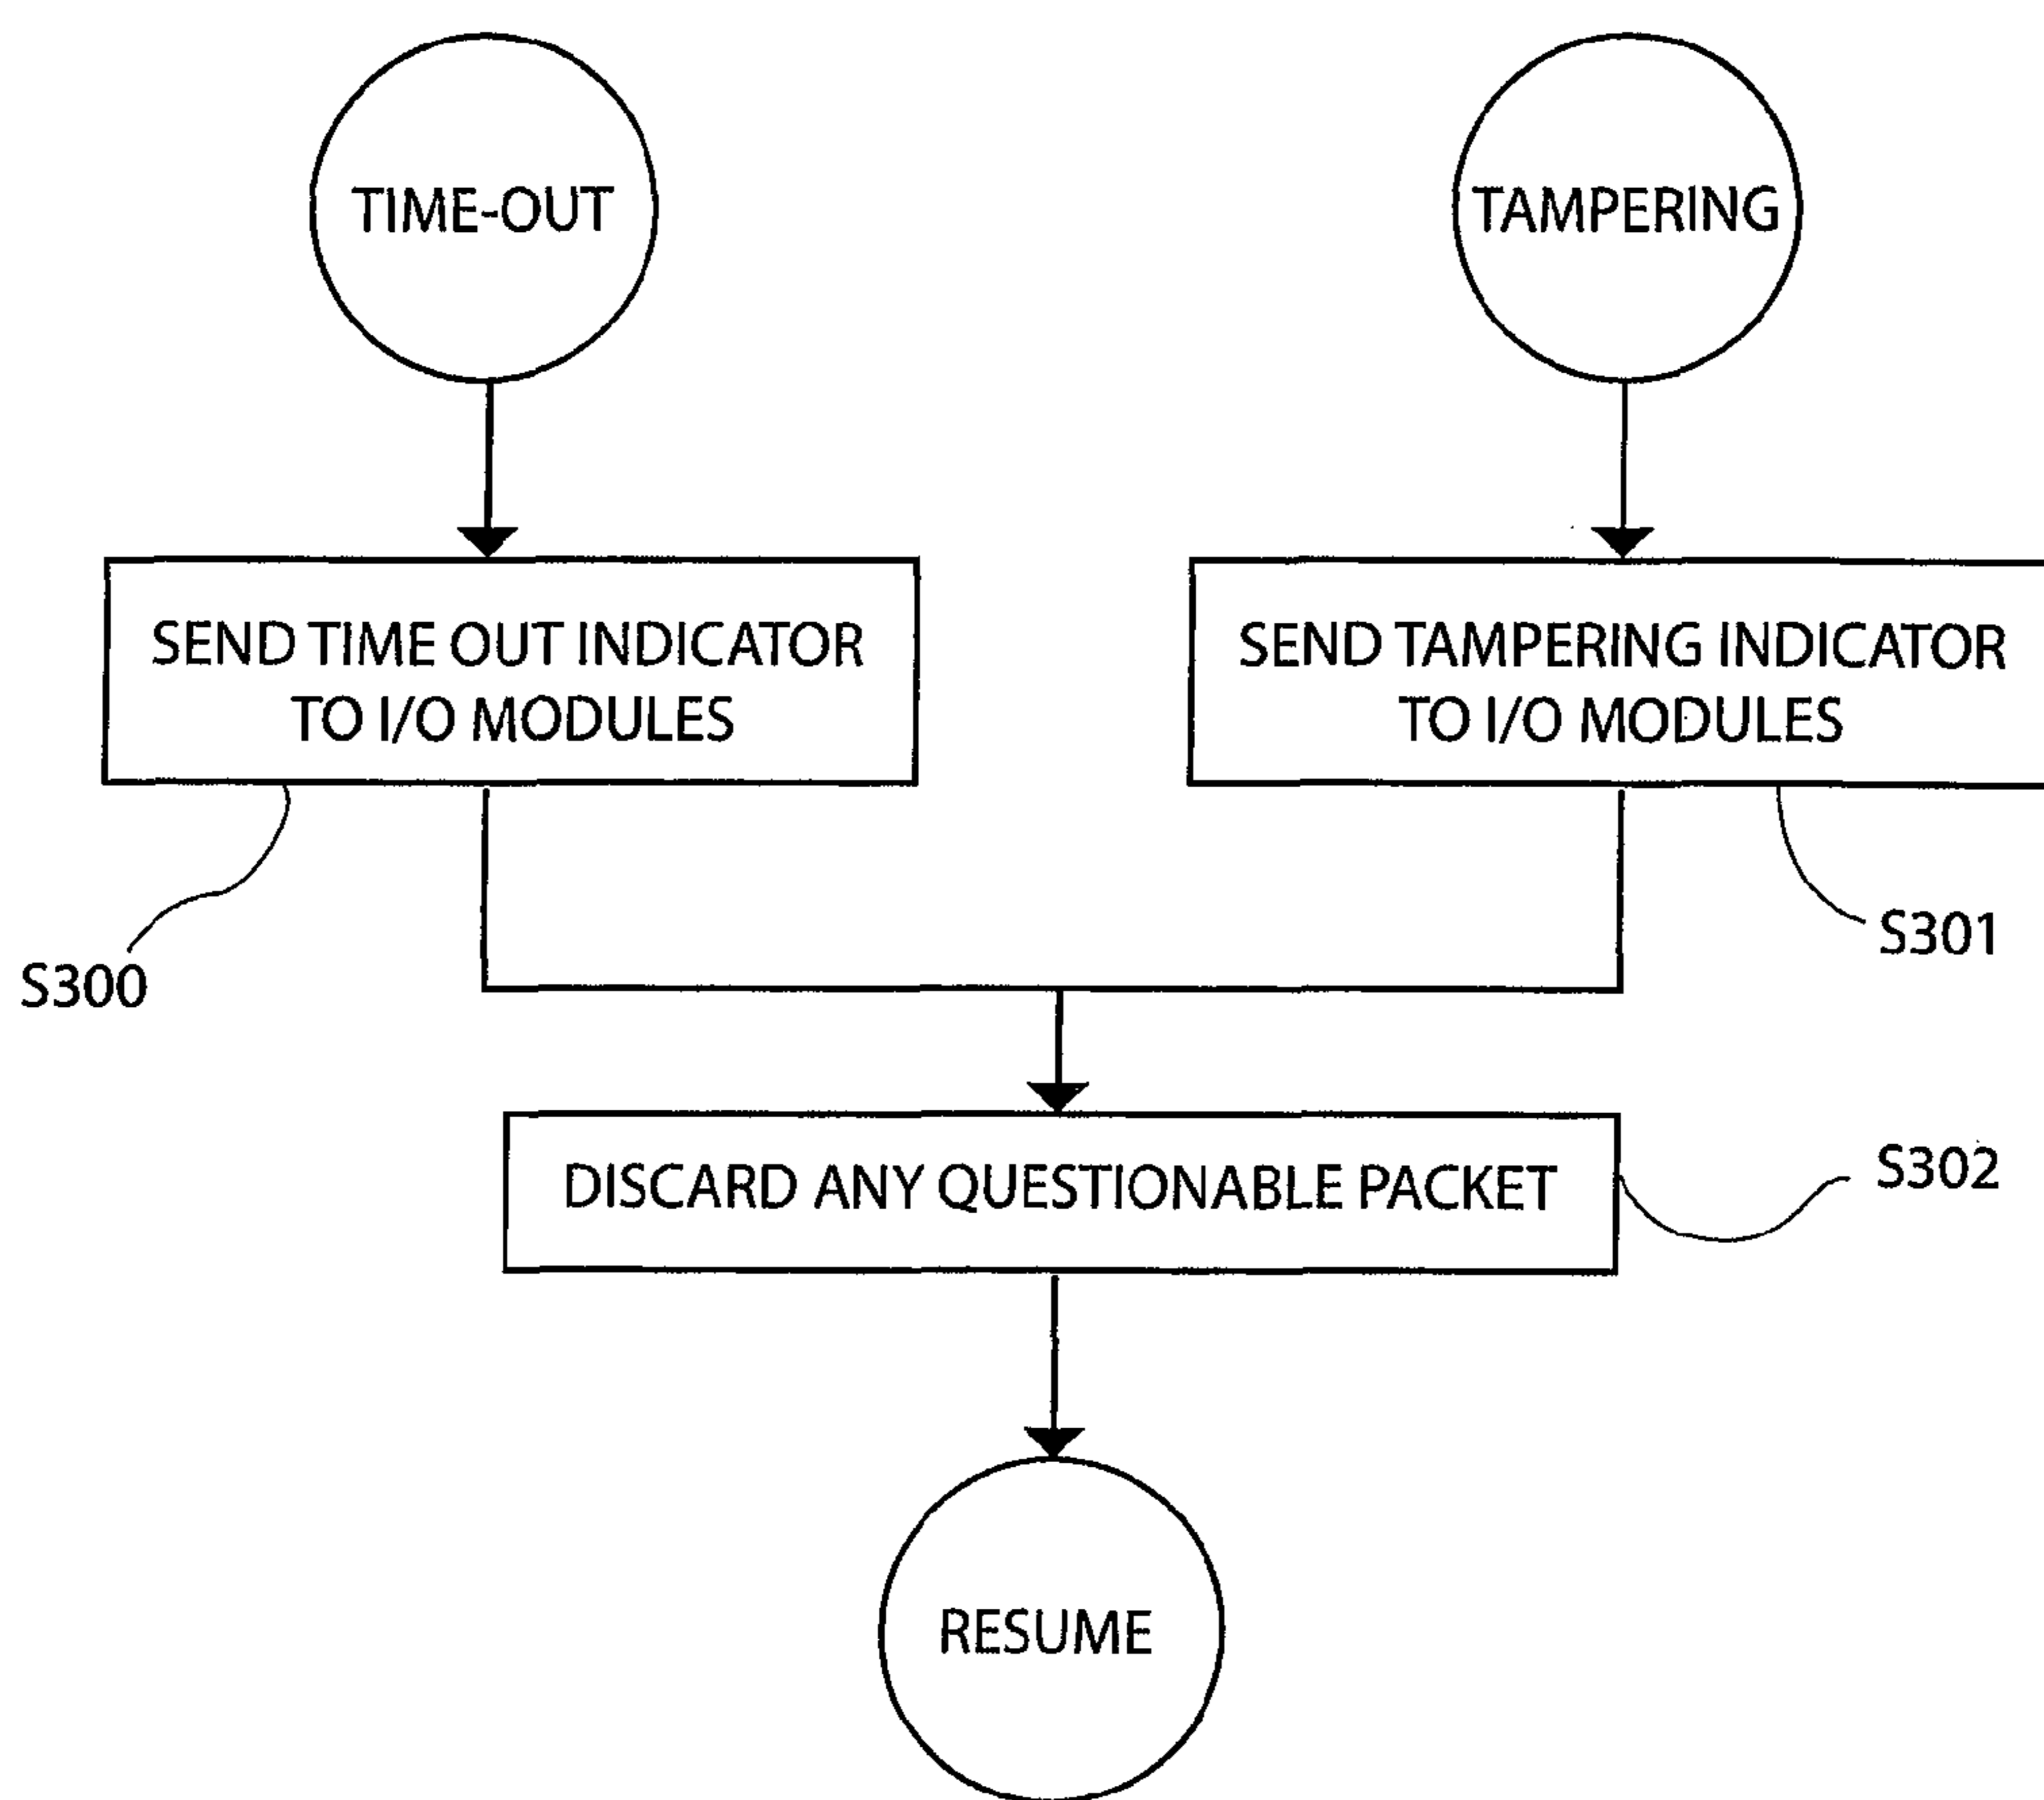 TIME-OUT
TAMPERING
SEND TIME OUT INDICATOR
TO I/O MODULES
SEND TAMPERING INDICATOR
TO I/O MODULES
S300
S301
DISCARD ANY QUESTIONABLE PACKET
S302
RESUME